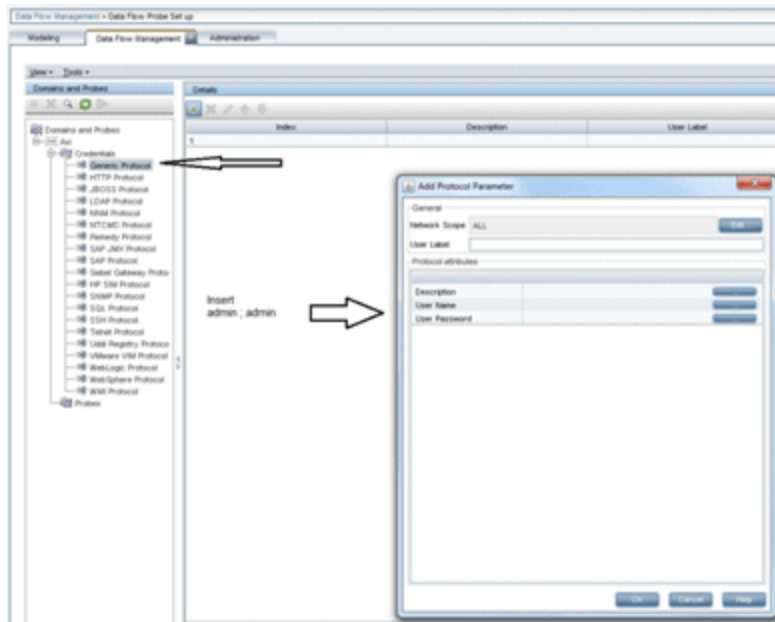 Data Flow Management > Data Flow Probe Set up
Modeling
Data Flow Management
Administration
View
Tools
Domains and Probes
Details
Index
Description
User Label
1
Domains and Probes
Avi
Credentials
Generic Protocol
HTTP Protocol
JBOSS Protocol
LDAP Protocol
NNM Protocol
NTCMD Protocol
Remedy Protocol
SAP JMX Protocol
SAP Protocol
Siebel Gateway Proto
HP SIM Protocol
SNMP Protocol
SQL Protocol
SSH Protocol
Telnet Protocol
Uddi Registry Protoco
VMware VIM Protocol
WebLogic Protocol
WebSphere Protocol
WMI Protocol
Probes
Insert
admin ; admin
Add Protocol Parameter
General
Network Scope ALL
Edit
User Label
Protocol attributes
Description
User Name
User Password
OK
Cancel
Help